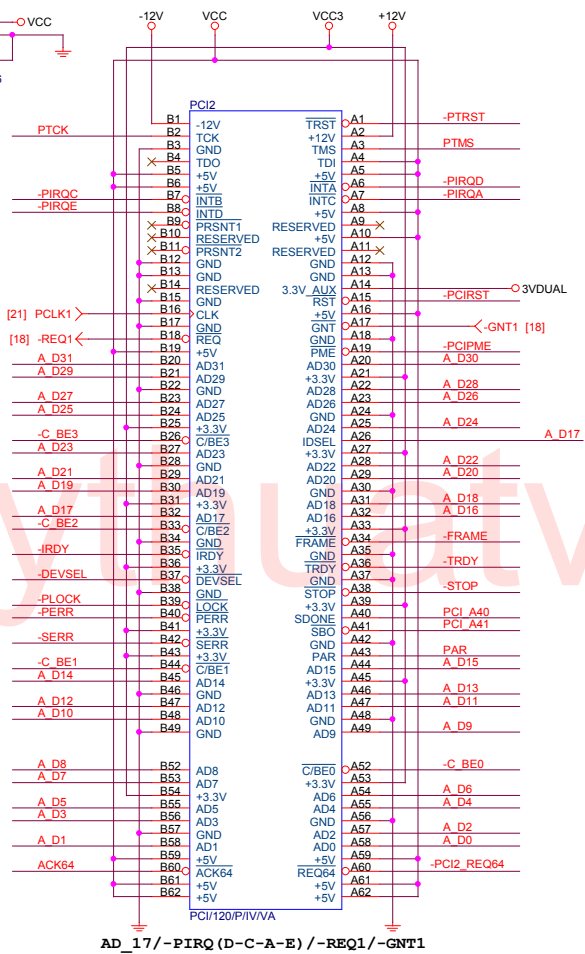 VCC
-12V VCC VCC3 +12V
PCI2
B1 -12V TRST A1 -PTRST
PTCK B2 TCK +12V A2
B3 GND TMS A3 PTMS
B4 TDO TDI A4
B5 +5V +5V A5
B6 +5V INTA A6 -PIRQD
-PIRQC B7 INTB INTC A7 -PIRQA
-PIRQE B8 INTD +5V A8
B9 PRSNT1 RESERVED A9
B10 RESERVED +5V A10
B11 PRSNT2 RESERVED A11
B12 GND GND A12
B13 GND GND A13
B14 RESERVED 3.3V_AUX A14 3VDUAL
B15 GND RST A15 -PCIRST
[21] PCLK1 B16 CLK +5V A16
B17 GND GNT A17 -GNT1 [18]
[18] -REQ1 B18 REQ GND A18
B19 +5V PME A19 -PCIPME
A_D31 B20 AD31 AD30 A20 A_D30
A_D29 B21 AD29 +3.3V A21
B22 GND AD28 A22 A_D28
A_D27 B23 AD27 AD26 A23 A_D26
A_D25 B24 AD25 GND A24
B25 +3.3V AD24 A25 A_D24
-C_BE3 B26 C/BE3 IDSEL A26 A_D17
A_D23 B27 AD23 +3.3V A27
B28 GND AD22 A28 A_D22
A_D21 B29 AD21 AD20 A29 A_D20
A_D19 B30 AD19 GND A30
B31 +3.3V AD18 A31 A_D18
A_D17 B32 AD17 AD16 A32 A_D16
-C_BE2 B33 C/BE2 +3.3V A33
B34 GND FRAME A34 -FRAME
-IRDY B35 IRDY GND A35
B36 +3.3V TRDY A36 -TRDY
-DEVSEL B37 DEVSEL GND A37
B38 GND STOP A38 -STOP
-PLOCK B39 LOCK +3.3V A39
-PERR B40 PERR SDONE A40 PCI_A40
B41 +3.3V SBO A41 PCI_A41
-SERR B42 SERR GND A42
B43 +3.3V PAR A43 PAR
-C_BE1 B44 C/BE1 AD15 A44 A_D15
A_D14 B45 AD14 +3.3V A45
B46 GND AD13 A46 A_D13
A_D12 B47 AD12 AD11 A47 A_D11
A_D10 B48 AD10 GND A48
B49 GND AD9 A49 A_D9
A_D8 B52 AD8 C/BE0 A52 -C_BE0
A_D7 B53 AD7 +3.3V A53
B54 +3.3V AD6 A54 A_D6
A_D5 B55 AD5 AD4 A55 A_D4
A_D3 B56 AD3 GND A56
B57 GND AD2 A57 A_D2
A_D1 B58 AD1 AD0 A58 A_D0
B59 +5V +5V A59
ACK64 B60 ACK64 REQ64 A60 -PCI2_REQ64
B61 +5V +5V A61
B62 +5V +5V A62
PCI/120/P/IV/VA
AD_17/-PIRQ(D-C-A-E)/-REQ1/-GNT1
ythuatv